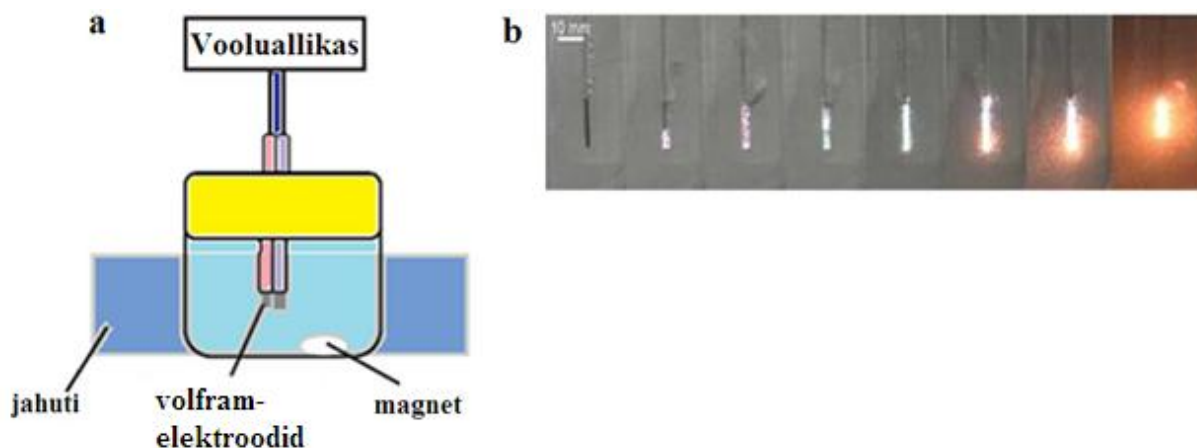 a
Vooluallikas
jahuti
volfram-
elektroodid
magnet
b
10 mm